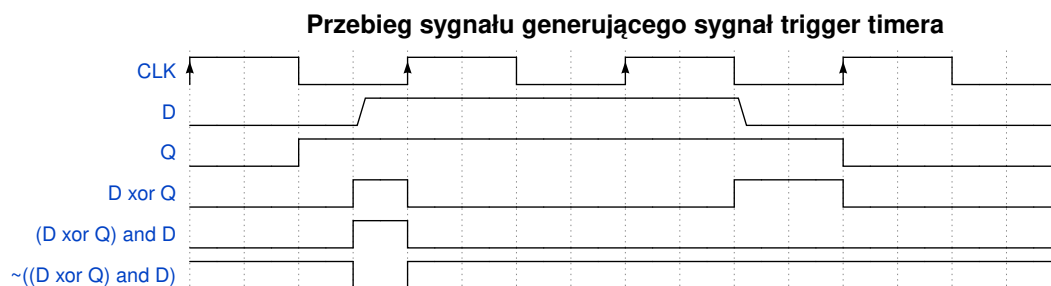 Przebieg sygnału generującego sygnał trigger timera
CLK
D
Q
D xor Q
(D xor Q) and D
~((D xor Q) and D)